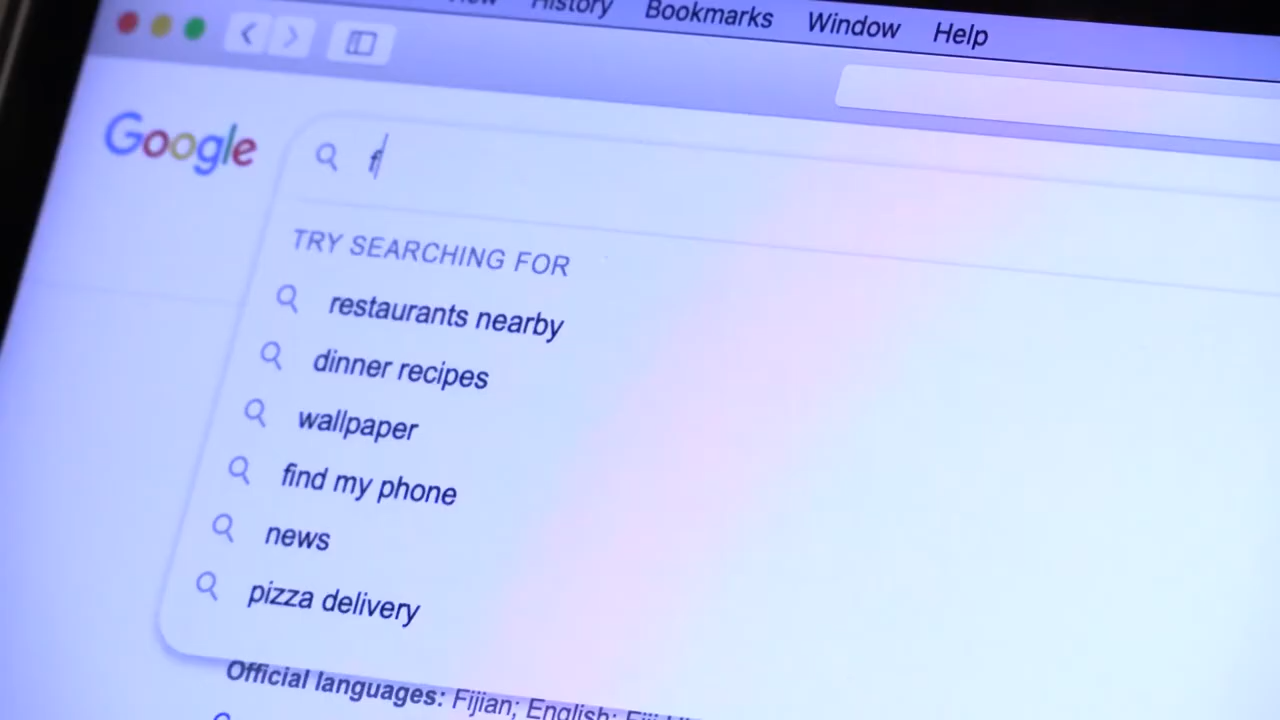 History Bookmarks Window Help
Google
f
TRY SEARCHING FOR
restaurants nearby
dinner recipes
wallpaper
find my phone
news
pizza delivery
Official languages: Fijian; English;